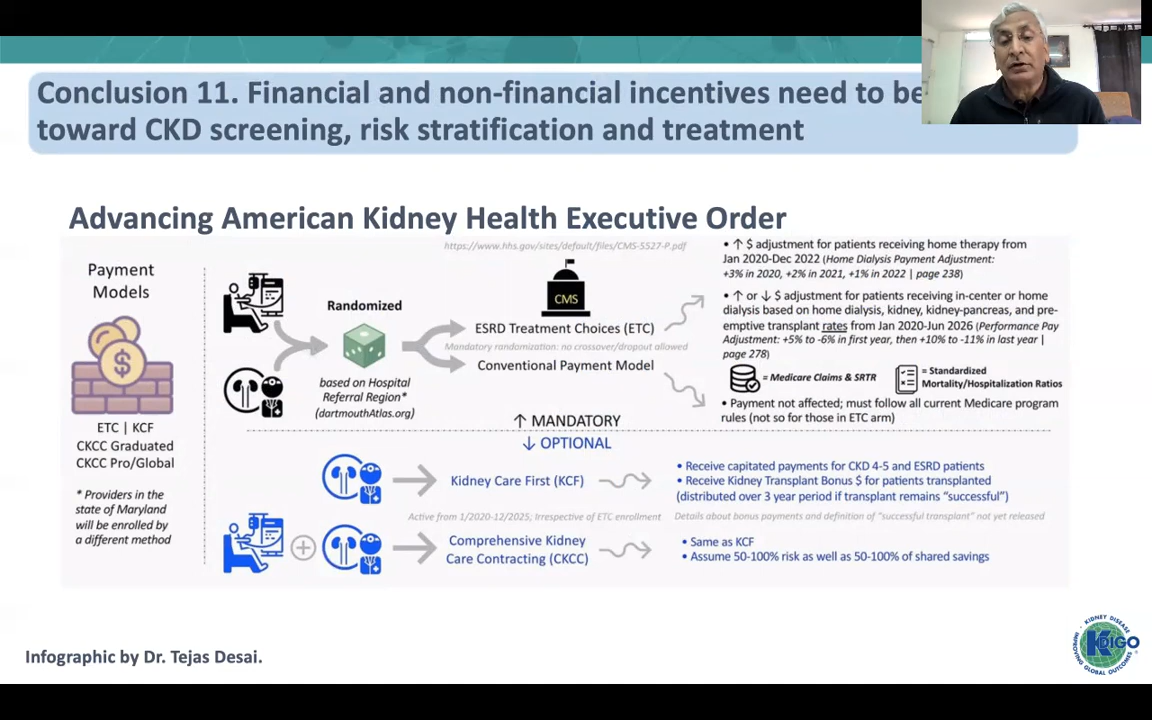 Conclusion 11. Financial and non-financial incentives need to be
toward CKD screening, risk stratification and treatment
Advancing American Kidney Health Executive Order
https://www.hhs.gov/sites/default/files/CMS-5527-P.pdf
Payment
Models
ETC | KCF
CKCC Graduated
CKCC Pro/Global
* Providers in the
state of Maryland
will be enrolled by
a different method
Randomized
based on Hospital
Referral Region*
(dartmouthAtlas.org)
CMS
ESRD Treatment Choices (ETC)
Mandatory randomization: no crossover/dropout allowed
Conventional Payment Model
• ↑ $ adjustment for patients receiving home therapy from
Jan 2020-Dec 2022 (Home Dialysis Payment Adjustment:
+3% in 2020, +2% in 2021, +1% in 2022 | page 238)
• ↑ or ↓ $ adjustment for patients receiving in-center or home
dialysis based on home dialysis, kidney, kidney-pancreas, and pre-
emptive transplant rates from Jan 2020-Jun 2026 (Performance Pay
Adjustment: +5% to -6% in first year, then +10% to -11% in last year |
page 278)
= Medicare Claims & SRTR
= Standardized
Mortality/Hospitalization Ratios
• Payment not affected; must follow all current Medicare program
rules (not so for those in ETC arm)
↑ MANDATORY
↓ OPTIONAL
Kidney Care First (KCF)
• Receive capitated payments for CKD 4-5 and ESRD patients
• Receive Kidney Transplant Bonus $ for patients transplanted
(distributed over 3 year period if transplant remains “successful”)
Active from 1/2020-12/2025; Irrespective of ETC enrollment
Details about bonus payments and definition of “successful transplant” not yet released
Comprehensive Kidney
Care Contracting (CKCC)
• Same as KCF
• Assume 50-100% risk as well as 50-100% of shared savings
Infographic by Dr. Tejas Desai.
KIDNEY DISEASE
KDIGO
IMPROVING GLOBAL OUTCOMES